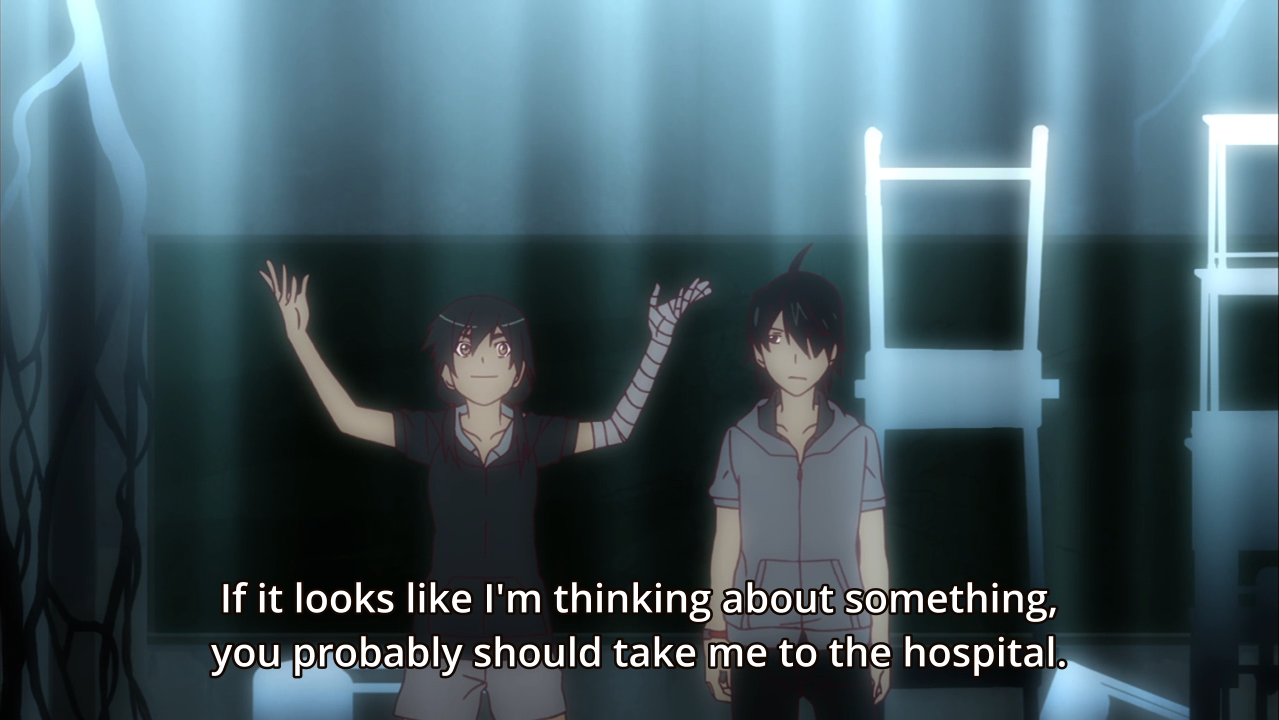 If it looks like I'm thinking about something,
you probably should take me to the hospital.